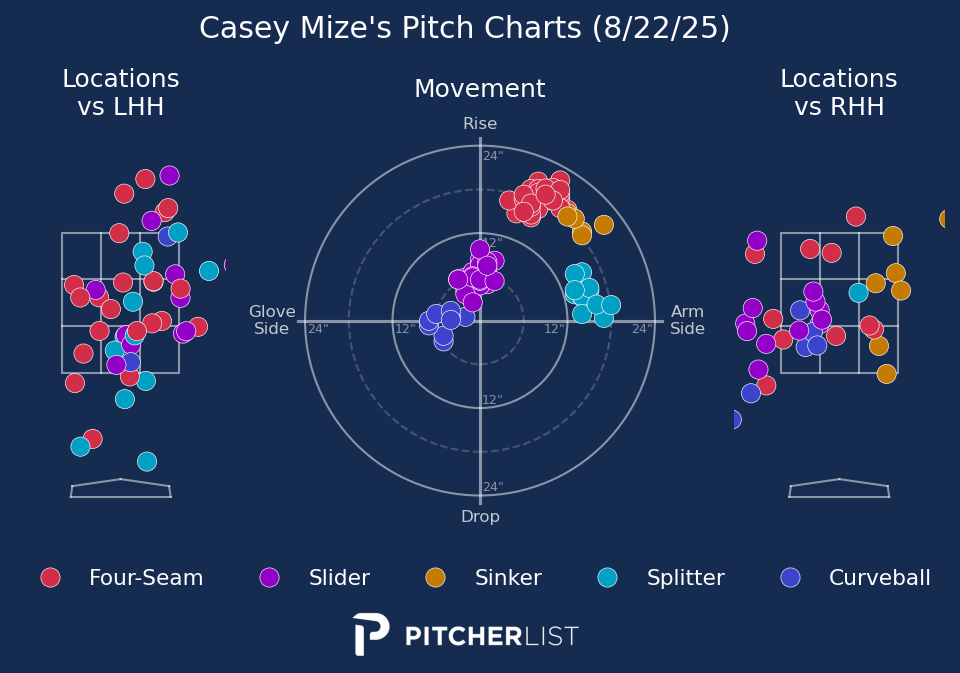 Casey Mize's Pitch Charts (8/22/25)
Locations
vs LHH
Movement
Locations
vs RHH
Rise
24"
12"
Glove
Side
24"
12"
12"
24"
Arm
Side
12"
24"
Drop
Four-Seam
Slider
Sinker
Splitter
Curveball
PITCHERLIST